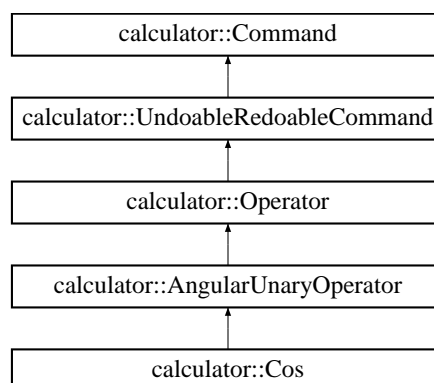 calculator::Command
calculator::UndoableRedoableCommand
calculator::Operator
calculator::AngularUnaryOperator
calculator::Cos